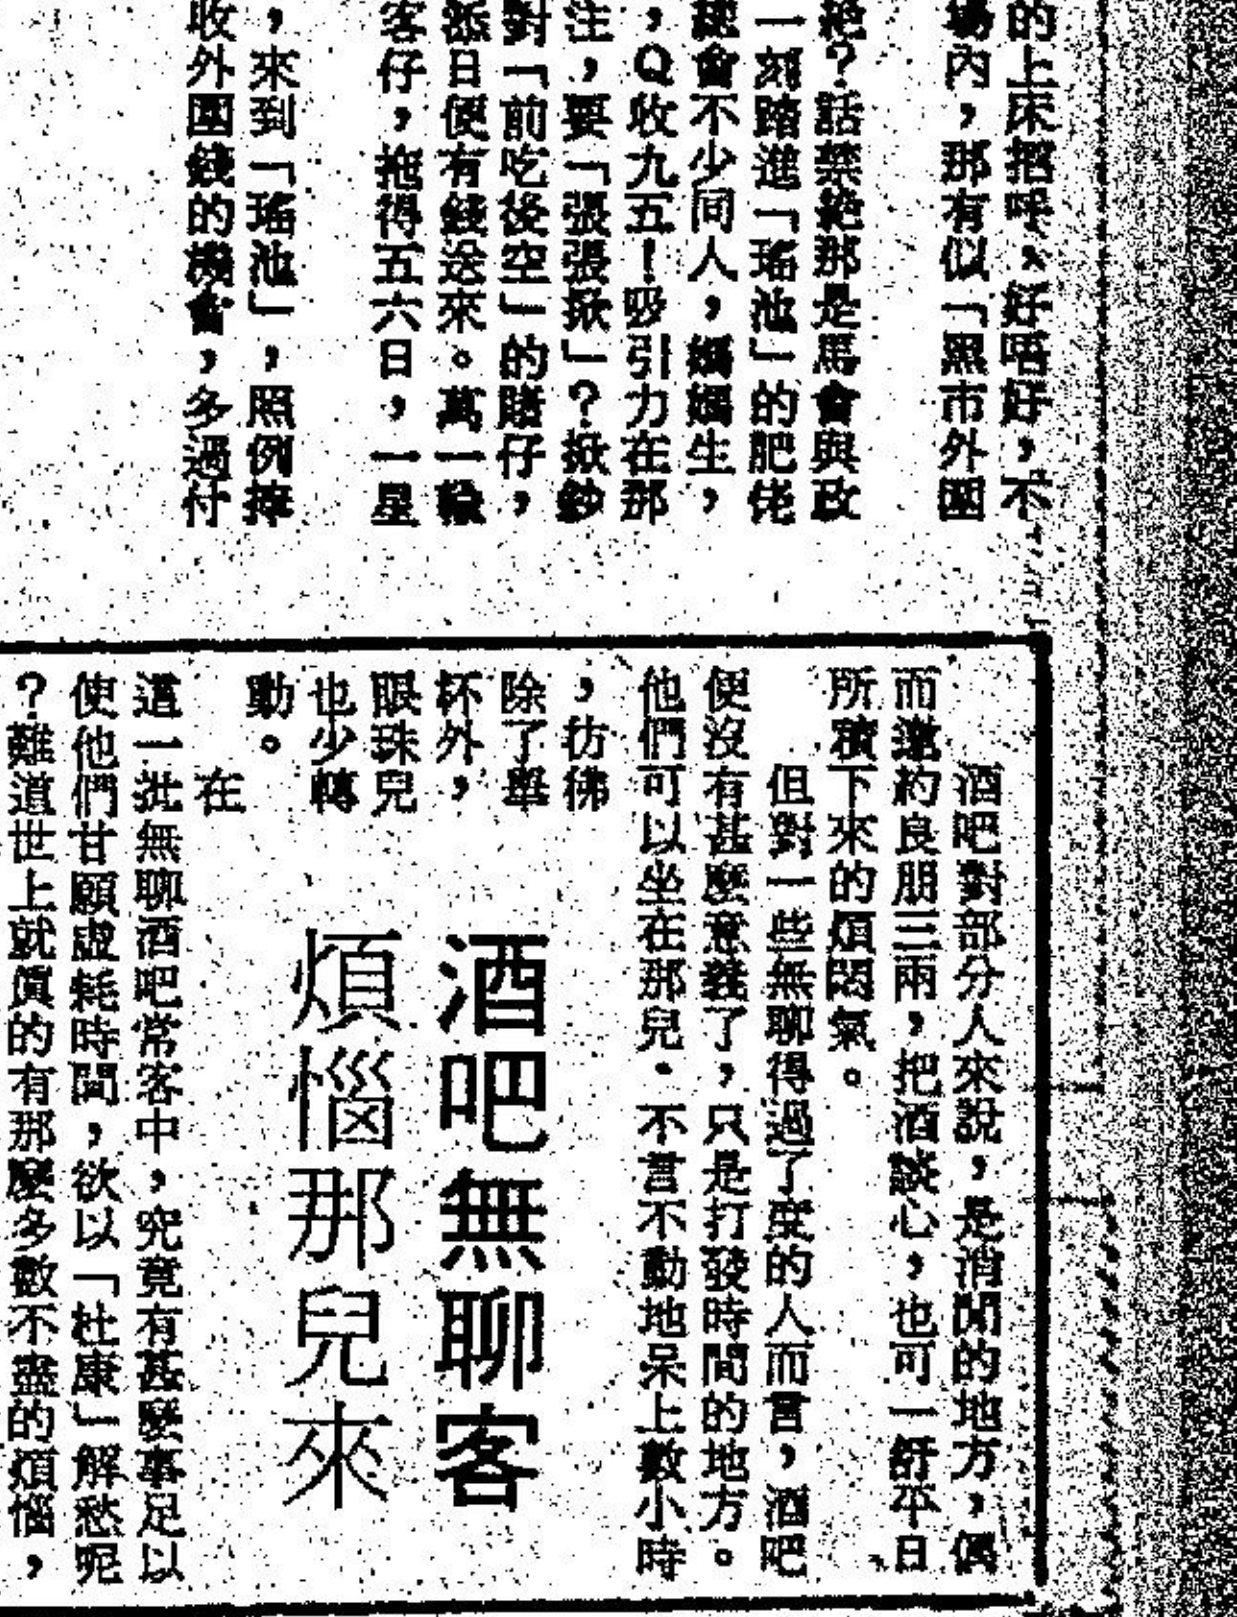 的上床招呼、好唔好，不
場內，那有似「黑市外圍
絕？話禁絕那是馬會與政
一刻踏進「瑤池」的肥佬
認會不少同人，媽媽生，
，Q收九五！吸引力在那
注，要「張張撳」？撳鈔
對「前吃後空」的賭仔，
添日便有錢送來。萬一輸
客仔，拖得五六日，一星
，來到「瑤池」，照例擰
收外圍錢的機會，多過付
酒吧無聊客
煩惱那兒來
酒吧對部分人來說，是消閒的地方，偶
而邀約良朋三兩，把酒談心，也可一舒平日
所積下來的煩悶氣。
但對一些無聊得過了度的人而言，酒吧
便沒有甚麼意義了，只是打發時間的地方。
他們可以坐在那兒．不言不動地呆上數小時
，彷彿
除了舉
杯外，
眼珠兒
也少轉
動。
在
這一批無聊酒吧常客中，究竟有甚麼事足以
使他們甘願虛耗時間，欲以「杜康」解愁呢
？難道世上就真的有那麼多數不盡的煩惱，